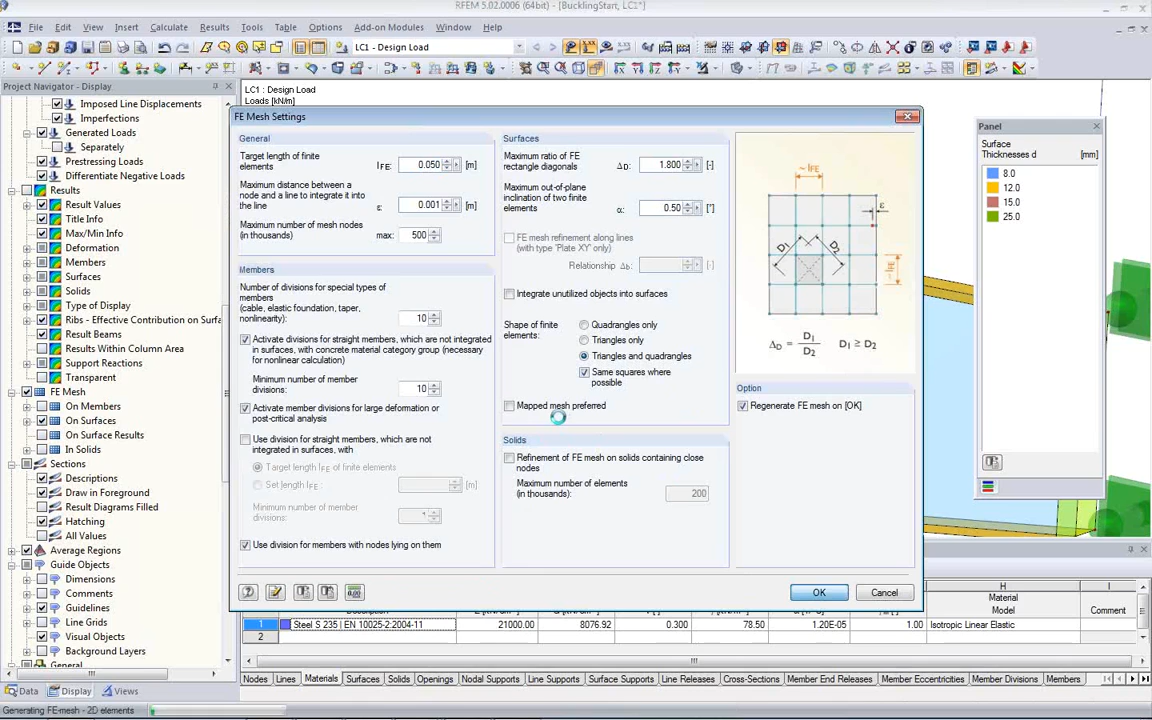 RFEM 5.02.0006 (64bit) - [BucklingStart, LC1*]
File Edit View Insert Calculate Results Tools Table Options Add-on Modules Window Help
LC1 - Design Load
Project Navigator - Display
Imposed Line Displacements
Imperfections
Generated Loads
Separately
Prestressing Loads
Differentiate Negative Loads
Results
Result Values
Title Info
Max/Min Info
Deformation
Members
Surfaces
Solids
Type of Display
Ribs - Effective Contribution on Surfa
Result Beams
Results Within Column Area
Support Reactions
Transparent
FE Mesh
On Members
On Surfaces
On Surface Results
In Solids
Sections
Descriptions
Draw in Foreground
Result Diagrams Filled
Hatching
All Values
Average Regions
Guide Objects
Dimensions
Comments
Guidelines
Line Grids
Visual Objects
Background Layers
General
Data Display Views
Generating FE-mesh - 2D elements
LC1 : Design Load
Loads [kN/m]
FE Mesh Settings
General
Target length of finite
elements
lFE: 0.050 [m]
Maximum distance between a
node and a line to integrate it into
the line
ε: 0.001 [m]
Maximum number of mesh nodes
(in thousands)
max: 500
Members
Number of divisions for special types of
members
(cable, elastic foundation, taper,
nonlinearity):
10
Activate divisions for straight members, which are not integrated
in surfaces, with concrete material category group (necessary
for nonlinear calculation)
Minimum number of member
divisions:
10
Activate member divisions for large deformation or
post-critical analysis
Use division for straight members, which are not
integrated in surfaces, with
Target length lFE of finite elements
Set length lFE:
[m]
Minimum number of member
divisions:
Use division for members with nodes lying on them
Surfaces
Maximum ratio of FE
rectangle diagonals
ΔD: 1.800 [-]
Maximum out-of-plane
inclination of two finite
elements
α: 0.50 [°]
FE mesh refinement along lines
(with type 'Plate XY' only)
Relationship Δb: [-]
Integrate unutilized objects into surfaces
Shape of finite
elements:
Quadrangles only
Triangles only
Triangles and quadrangles
Same squares where
possible
Mapped mesh preferred
Solids
Refinement of FE mesh on solids containing close
nodes
Maximum number of elements
(in thousands):
200
~ lFE
ε
D1
D2
~ lFE
ΔD = D1 / D2 D1 ≥ D2
Option
Regenerate FE mesh on [OK]
OK Cancel
Panel
Surface
Thicknesses d [mm]
8.0
12.0
15.0
25.0
H I
Material
Model Comment
1 Steel S 235 | EN 10025-2:2004-11 21000.00 8076.92 0.300 78.50 1.20E-05 1.00 Isotropic Linear Elastic
2
Nodes Lines Materials Surfaces Solids Openings Nodal Supports Line Supports Surface Supports Line Releases Cross-Sections Member End Releases Member Eccentricities Member Divisions Members